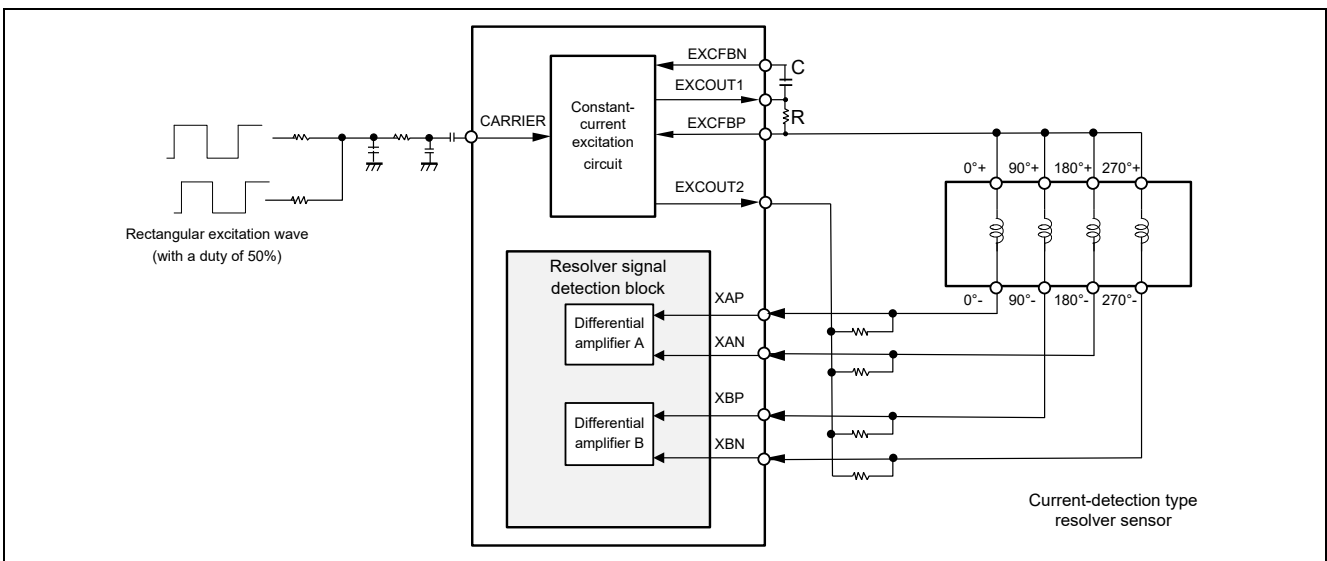 EXCFBN
C
EXCOUT1
Constant-
current
excitation
circuit
CARRIER
R
EXCFBP
EXCOUT2
0°+ 90°+ 180°+ 270°+
Rectangular excitation wave
(with a duty of 50%)
Resolver signal
detection block
0°- 90°- 180°- 270°-
XAP
Differential
amplifier A
XAN
XBP
Differential
amplifier B
XBN
Current-detection type
resolver sensor